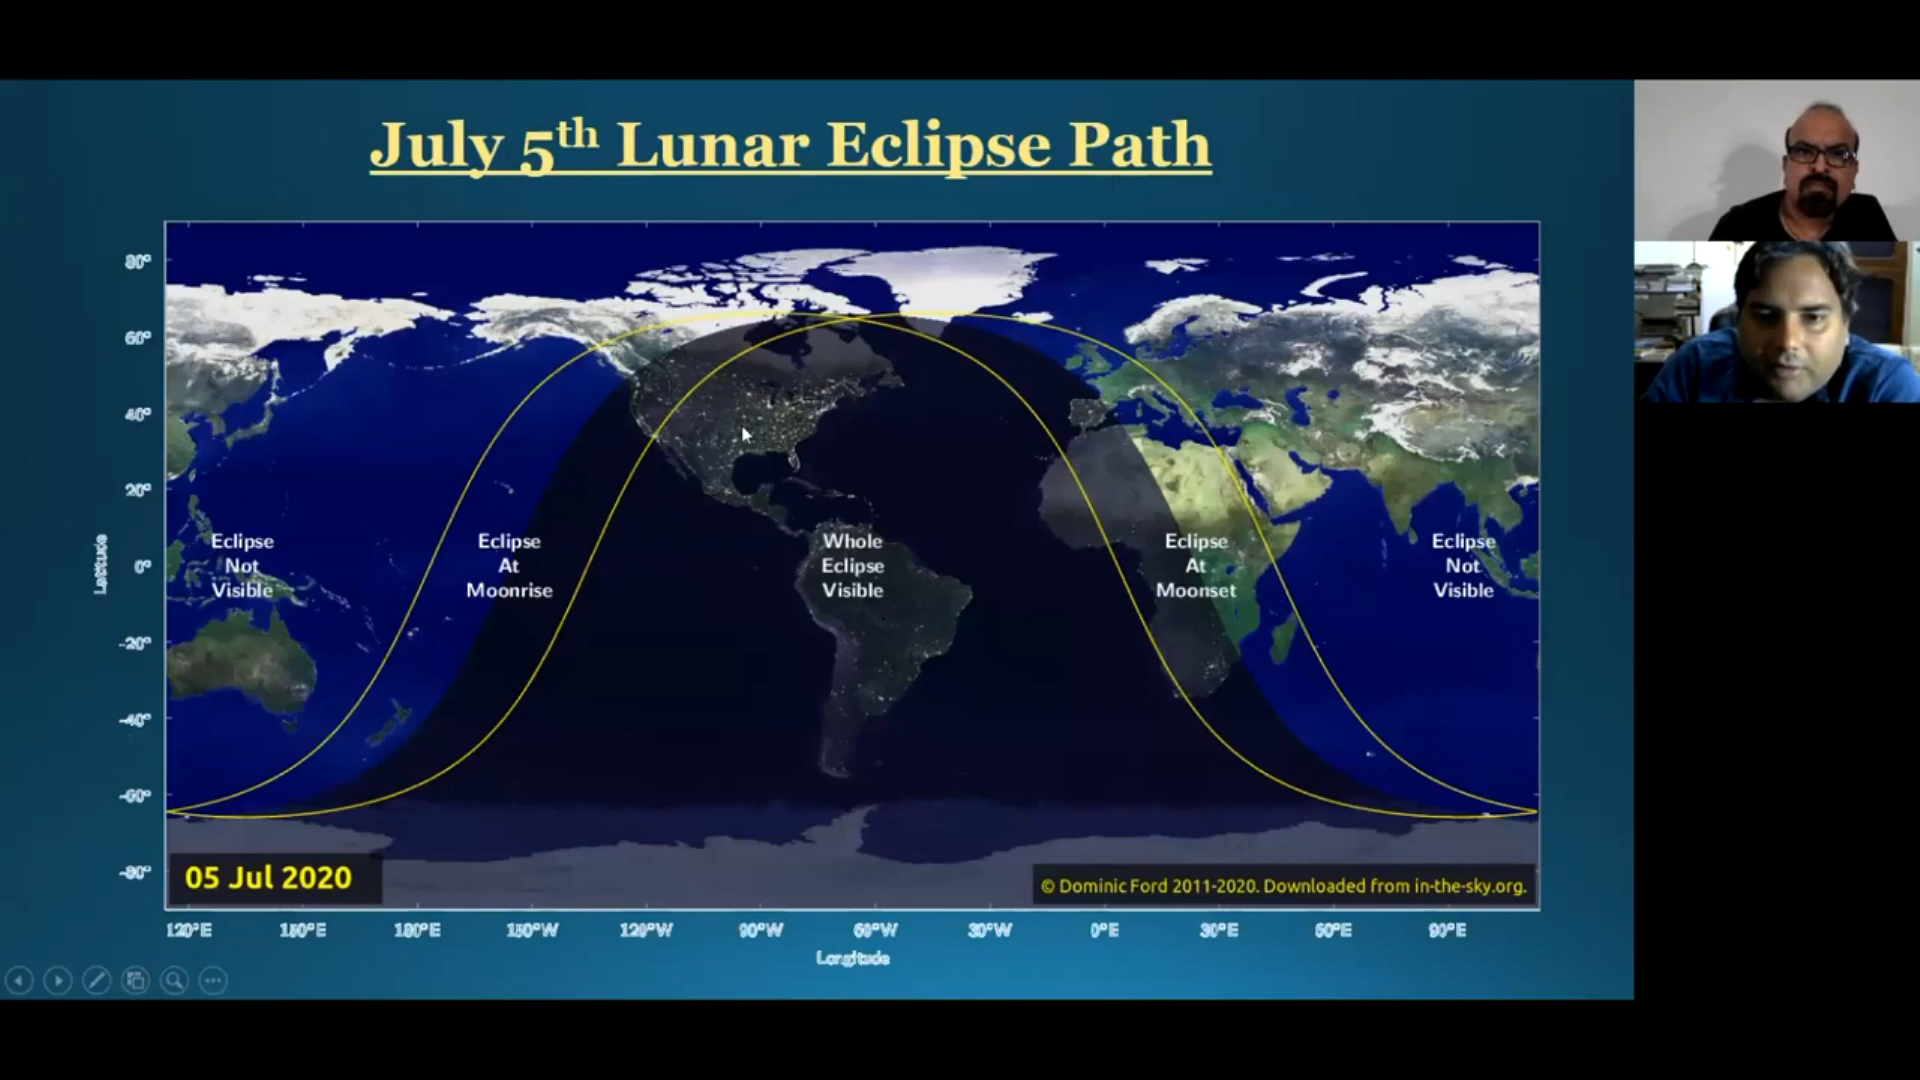 July 5th Lunar Eclipse Path
80°
60°
40°
20°
0°
-20°
-40°
-60°
-80°
Latitude
Eclipse
Not
Visible
Eclipse
At
Moonrise
Whole
Eclipse
Visible
Eclipse
At
Moonset
Eclipse
Not
Visible
05 Jul 2020
© Dominic Ford 2011-2020. Downloaded from in-the-sky.org.
120°E 150°E 180°E 150°W 120°W 90°W 60°W 30°W 0°E 30°E 60°E 90°E
Longitude